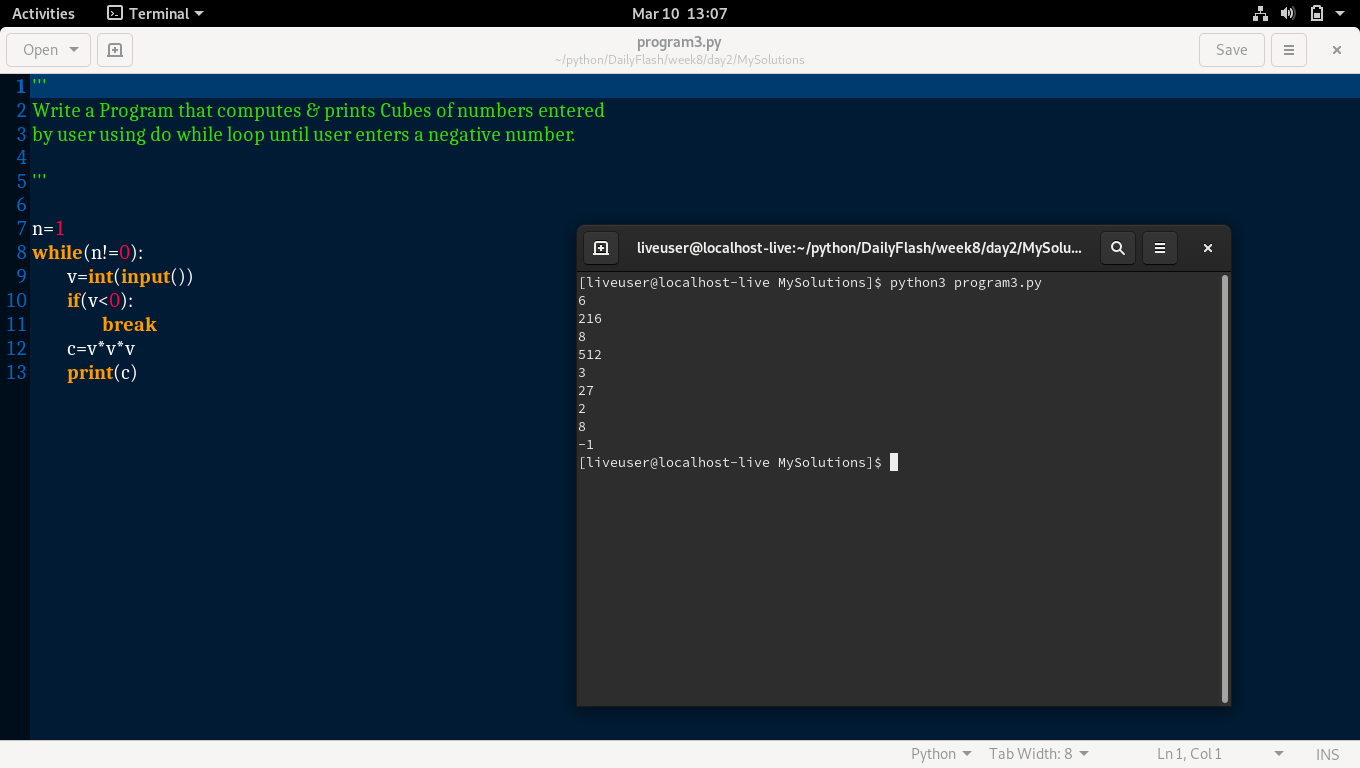 Activities Terminal Mar 10 13:07
Open program3.py Save
~/python/DailyFlash/week8/day2/MySolutions
1 '''
2 Write a Program that computes & prints Cubes of numbers entered
3 by user using do while loop until user enters a negative number.
4
5 '''
6
7 n=1
8 while(n!=0):
9 v=int(input())
10 if(v<0):
11 break
12 c=v*v*v
13 print(c)
liveuser@localhost-live:~/python/DailyFlash/week8/day2/MySolu...
[liveuser@localhost-live MySolutions]$ python3 program3.py
6
216
8
512
3
27
2
8
-1
[liveuser@localhost-live MySolutions]$
Python Tab Width: 8 Ln 1, Col 1 INS